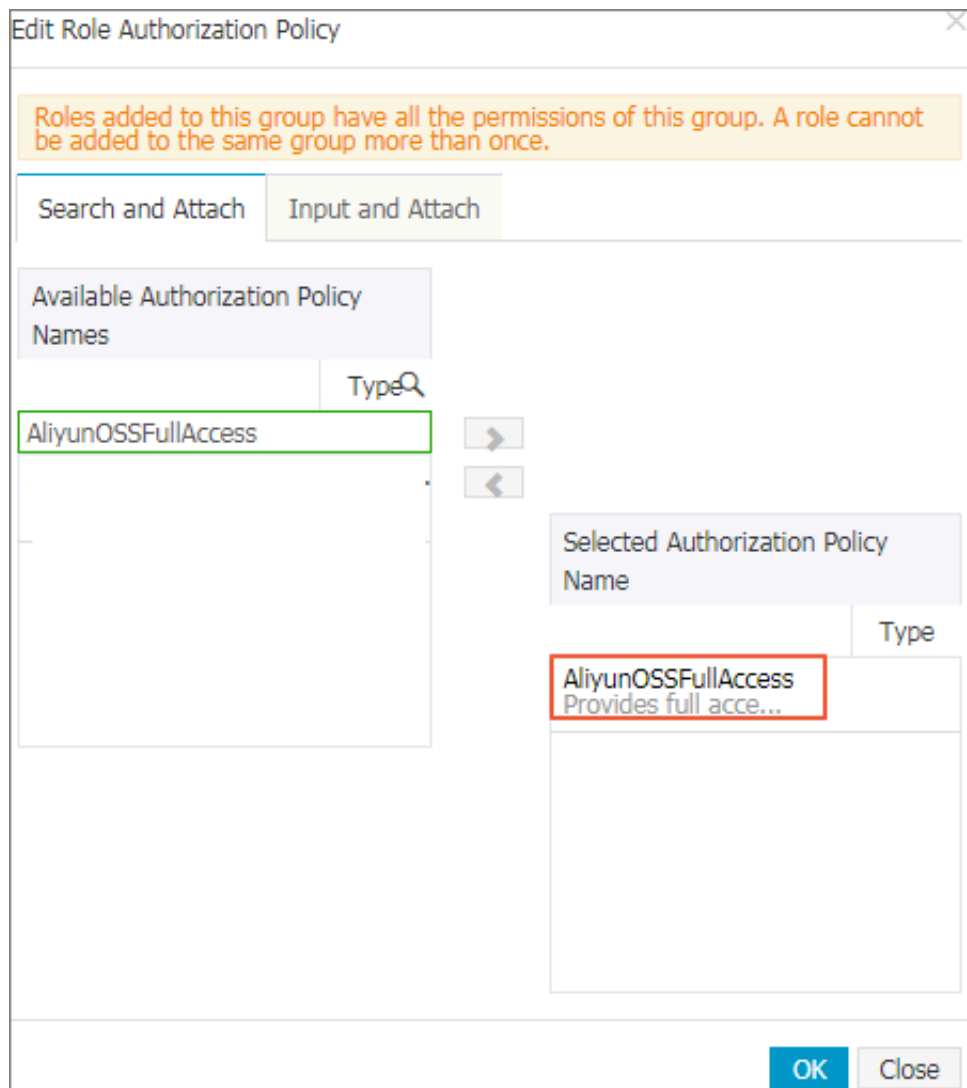 Edit Role Authorization Policy
Roles added to this group have all the permissions of this group. A role cannot
be added to the same group more than once.
Search and Attach
Input and Attach
Available Authorization Policy
Names
Type
AliyunOSSFullAccess
Selected Authorization Policy
Name
Type
AliyunOSSFullAccess
Provides full acce...
OK
Close